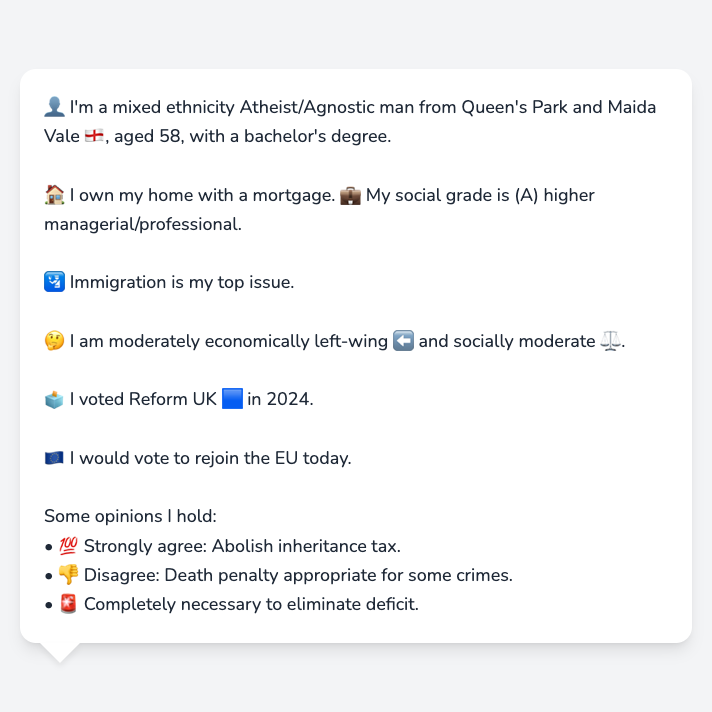 👤 I'm a mixed ethnicity Atheist/Agnostic man from Queen's Park and Maida
Vale 🏴󠁧󠁢󠁥󠁮󠁧󠁿, aged 58, with a bachelor's degree.
🏠 I own my home with a mortgage. 💼 My social grade is (A) higher
managerial/professional.
🛂 Immigration is my top issue.
🤔 I am moderately economically left-wing ⬅️ and socially moderate ⚖️.
🗳️ I voted Reform UK 🟦 in 2024.
🇪🇺 I would vote to rejoin the EU today.
Some opinions I hold:
• 💯 Strongly agree: Abolish inheritance tax.
• 👎 Disagree: Death penalty appropriate for some crimes.
• 🚨 Completely necessary to eliminate deficit.